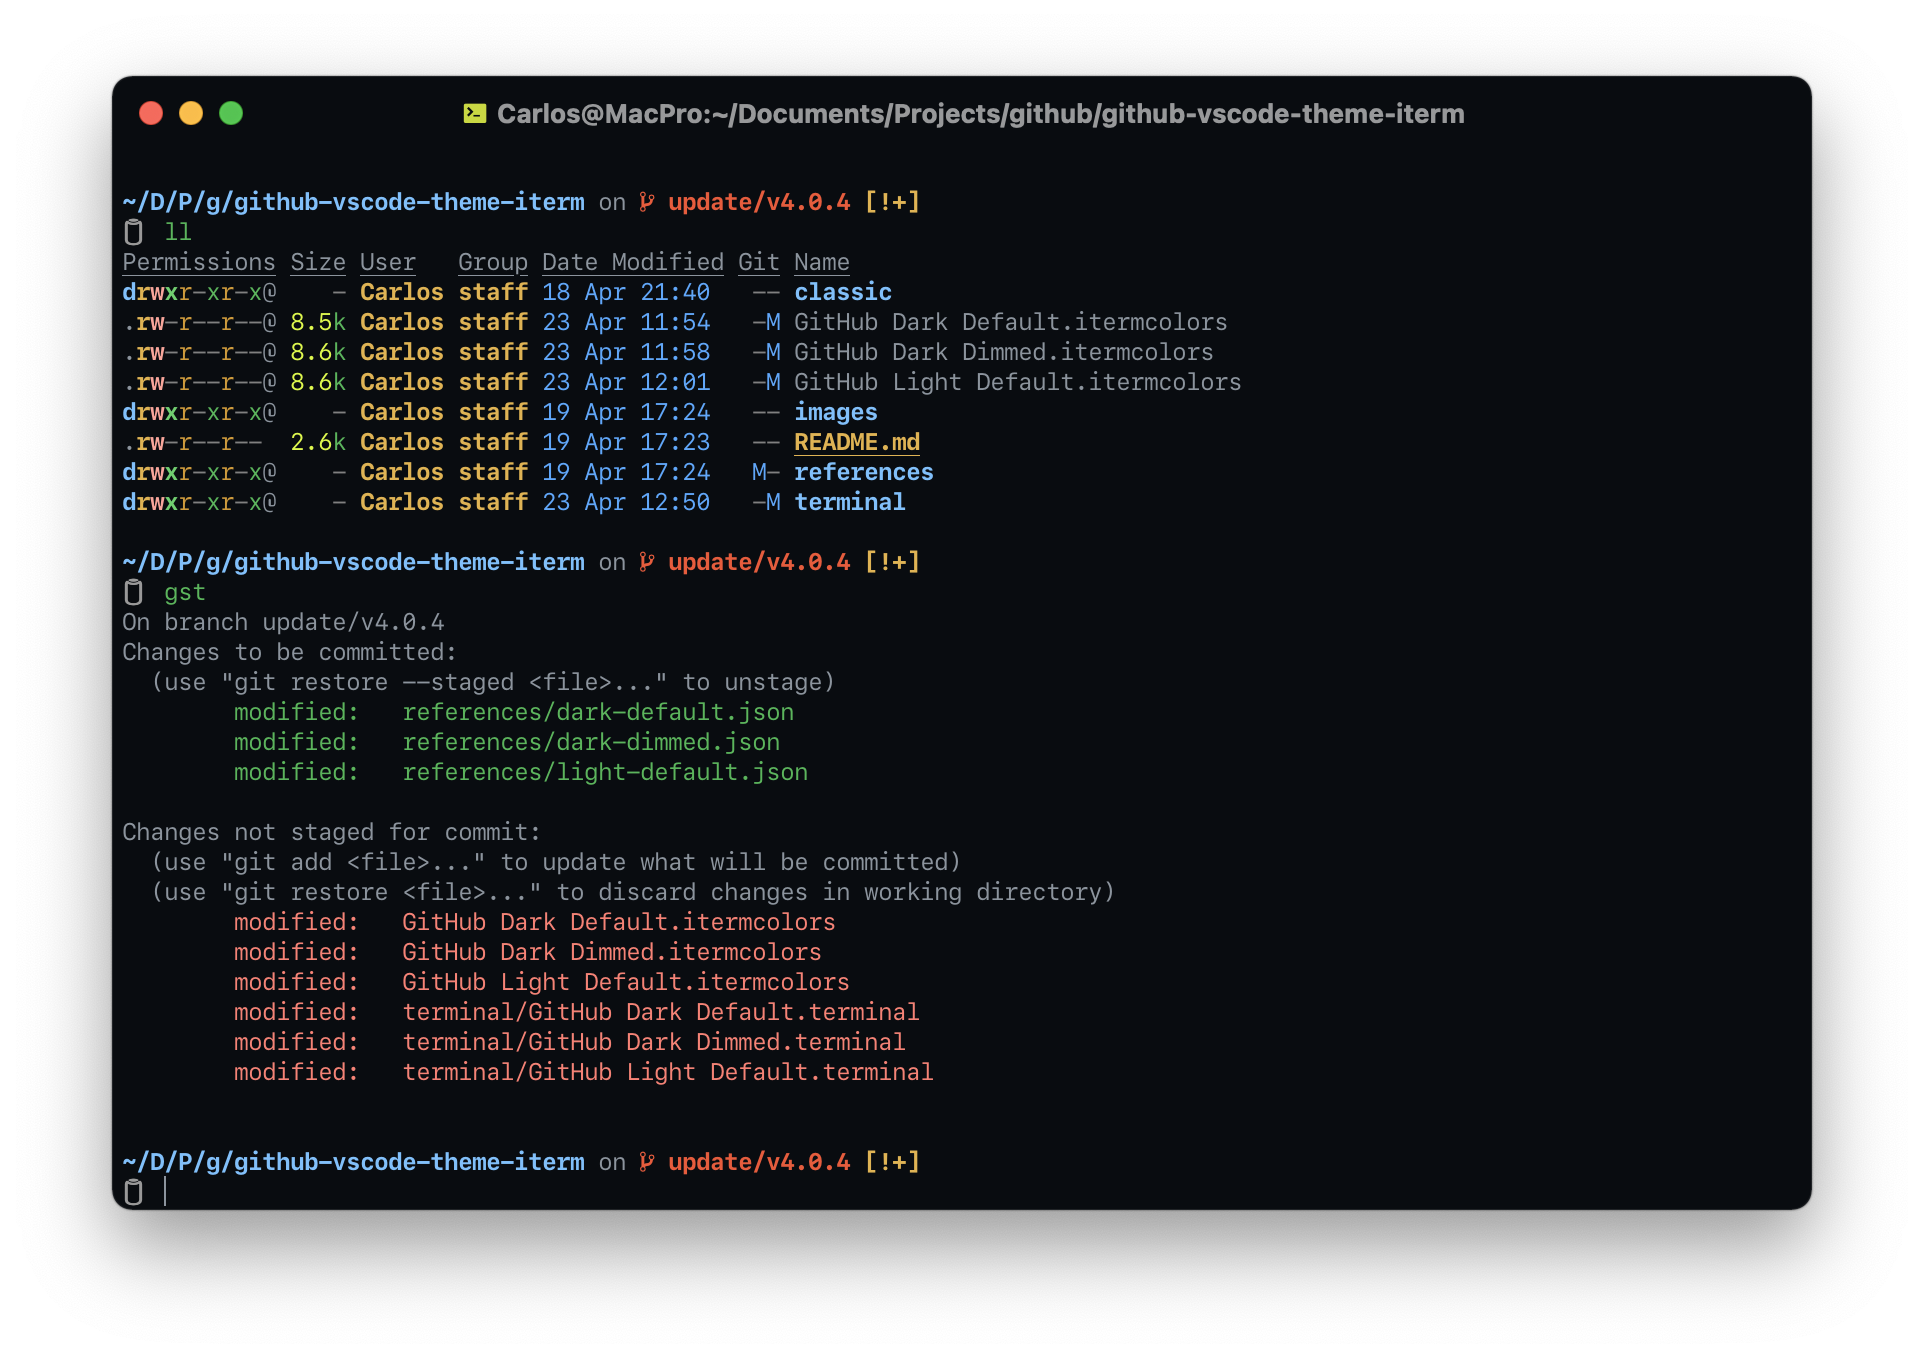 Carlos@MacPro:~/Documents/Projects/github/github-vscode-theme-iterm
~/D/P/g/github-vscode-theme-iterm on update/v4.0.4 [!+]
ll
Permissions Size User   Group Date Modified Git Name
drwxr-xr-x@    - Carlos staff 18 Apr 21:40   -- classic
.rw-r--r--@ 8.5k Carlos staff 23 Apr 11:54   -M GitHub Dark Default.itermcolors
.rw-r--r--@ 8.6k Carlos staff 23 Apr 11:58   -M GitHub Dark Dimmed.itermcolors
.rw-r--r--@ 8.6k Carlos staff 23 Apr 12:01   -M GitHub Light Default.itermcolors
drwxr-xr-x@    - Carlos staff 19 Apr 17:24   -- images
.rw-r--r--  2.6k Carlos staff 19 Apr 17:23   -- README.md
drwxr-xr-x@    - Carlos staff 19 Apr 17:24   M- references
drwxr-xr-x@    - Carlos staff 23 Apr 12:50   -M terminal
~/D/P/g/github-vscode-theme-iterm on update/v4.0.4 [!+]
gst
On branch update/v4.0.4
Changes to be committed:
  (use "git restore --staged <file>..." to unstage)
        modified:   references/dark-default.json
        modified:   references/dark-dimmed.json
        modified:   references/light-default.json
Changes not staged for commit:
  (use "git add <file>..." to update what will be committed)
  (use "git restore <file>..." to discard changes in working directory)
        modified:   GitHub Dark Default.itermcolors
        modified:   GitHub Dark Dimmed.itermcolors
        modified:   GitHub Light Default.itermcolors
        modified:   terminal/GitHub Dark Default.terminal
        modified:   terminal/GitHub Dark Dimmed.terminal
        modified:   terminal/GitHub Light Default.terminal
~/D/P/g/github-vscode-theme-iterm on update/v4.0.4 [!+]